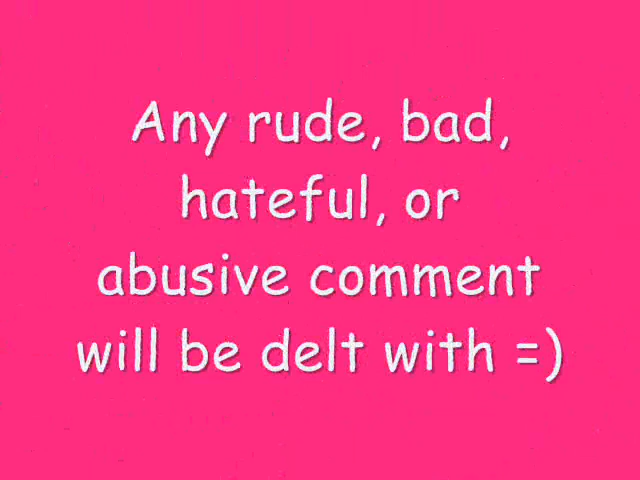 Any rude, bad,
hateful, or
abusive comment
will be delt with =)